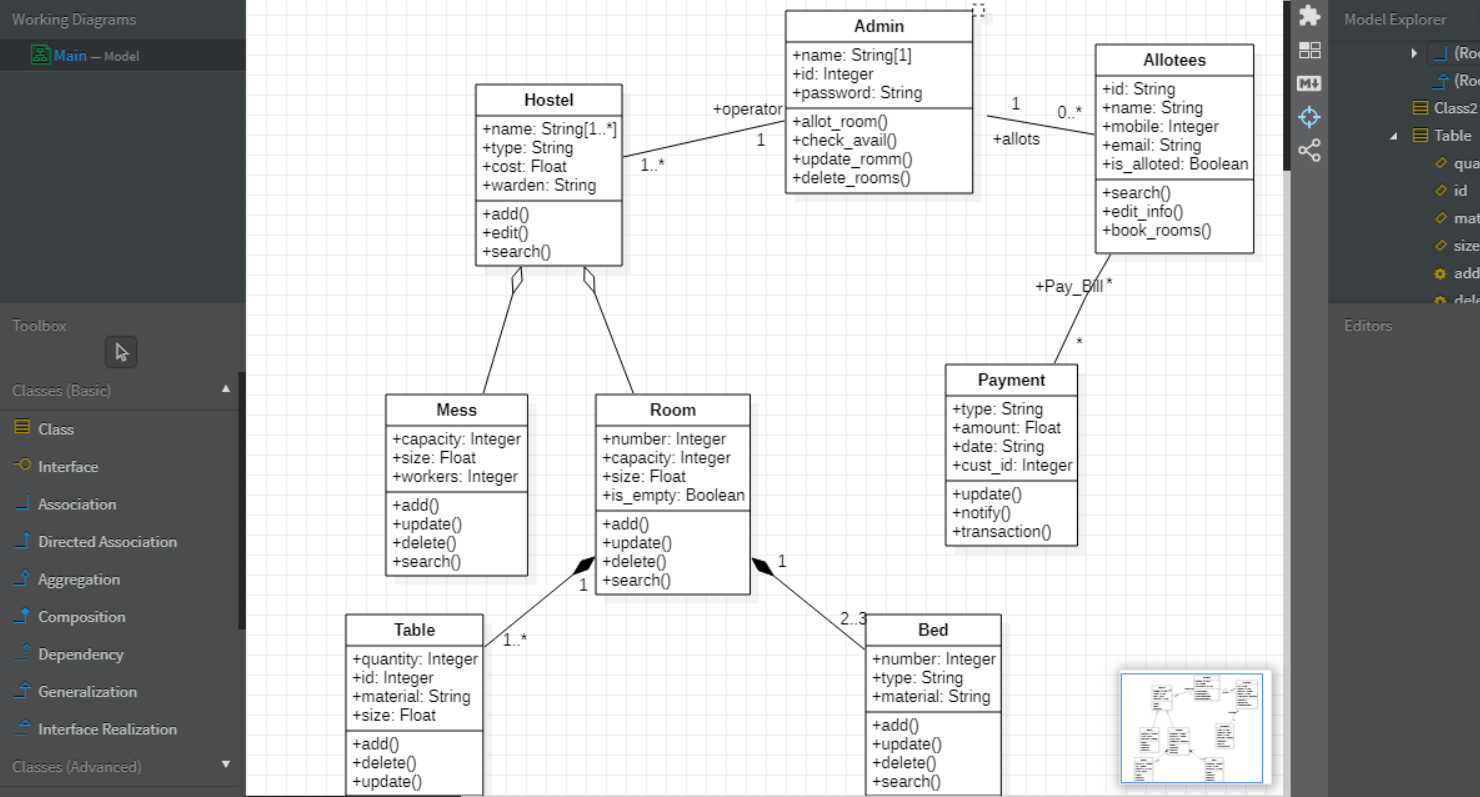 Working Diagrams
Main — Model
Toolbox
Classes (Basic)
Class
Interface
Association
Directed Association
Aggregation
Composition
Dependency
Generalization
Interface Realization
Classes (Advanced)
Admin
+name: String[1]
+id: Integer
+password: String
+allot_room()
+check_avail()
+update_romm()
+delete_rooms()
Hostel
+name: String[1..*]
+type: String
+cost: Float
+warden: String
+add()
+edit()
+search()
+operator
1
1..*
Allotees
+id: String
+name: String
+mobile: Integer
+email: String
+is_alloted: Boolean
+search()
+edit_info()
+book_rooms()
1
0..*
+allots
+Pay_Bill
*
*
Payment
+type: String
+amount: Float
+date: String
+cust_id: Integer
+update()
+notify()
+transaction()
Mess
+capacity: Integer
+size: Float
+workers: Integer
+add()
+update()
+delete()
+search()
Room
+number: Integer
+capacity: Integer
+size: Float
+is_empty: Boolean
+add()
+update()
+delete()
+search()
1
1..*
1
2..3
Table
+quantity: Integer
+id: Integer
+material: String
+size: Float
+add()
+delete()
+update()
Bed
+number: Integer
+type: String
+material: String
+add()
+update()
+delete()
+search()
M
Model Explorer
(Roo
(Roo
Class2
Table
qua
id
mat
size
add
dele
Editors